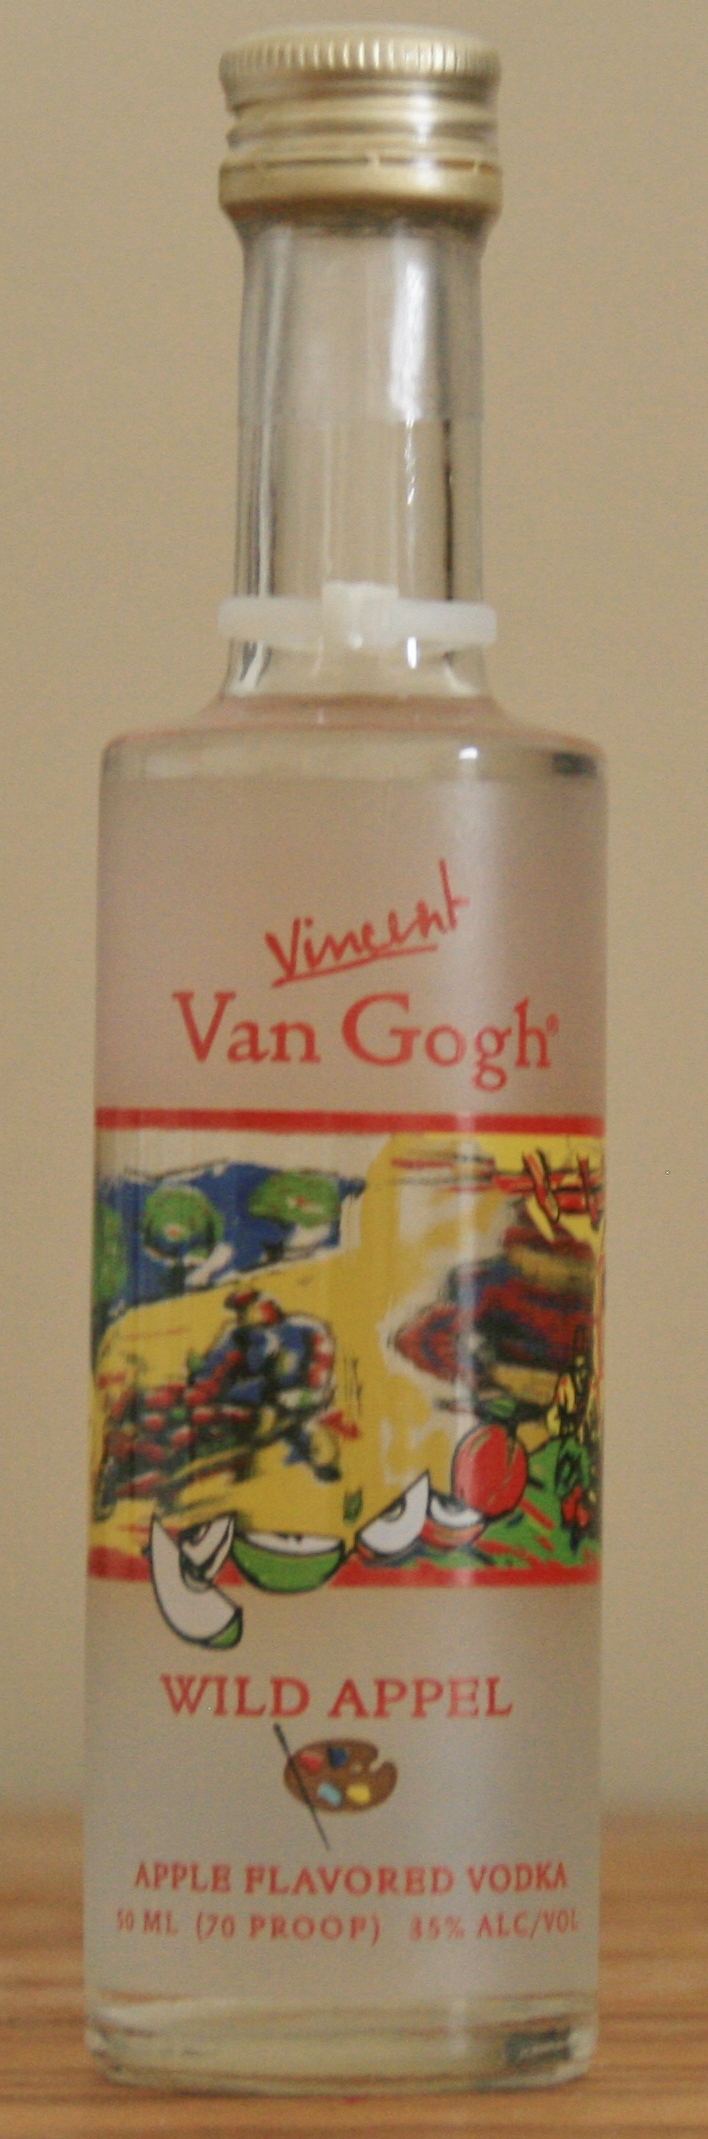 Vincent
Van Gogh®
WILD APPEL
APPLE FLAVORED VODKA
50 ML (70 PROOF) 35% ALC/VOL